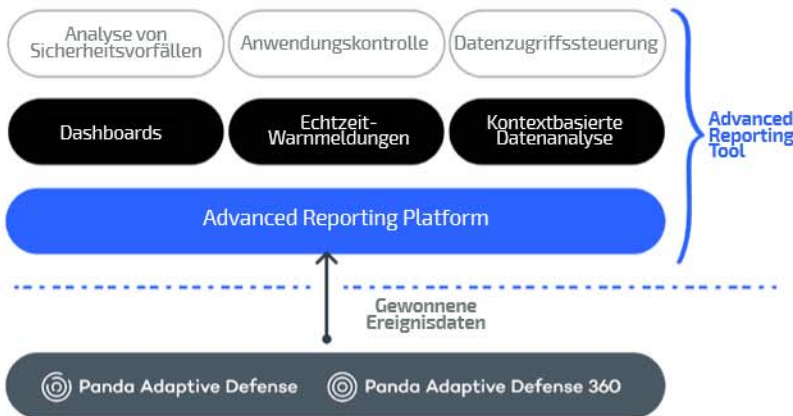 Analyse von
Sicherheitsvorfällen
Anwendungskontrolle
Datenzugriffssteuerung
Dashboards
Echtzeit-
Warnmeldungen
Kontextbasierte
Datenanalyse
Advanced
Reporting
Tool
Advanced Reporting Platform
Gewonnene
Ereignisdaten
Panda Adaptive Defense
Panda Adaptive Defense 360